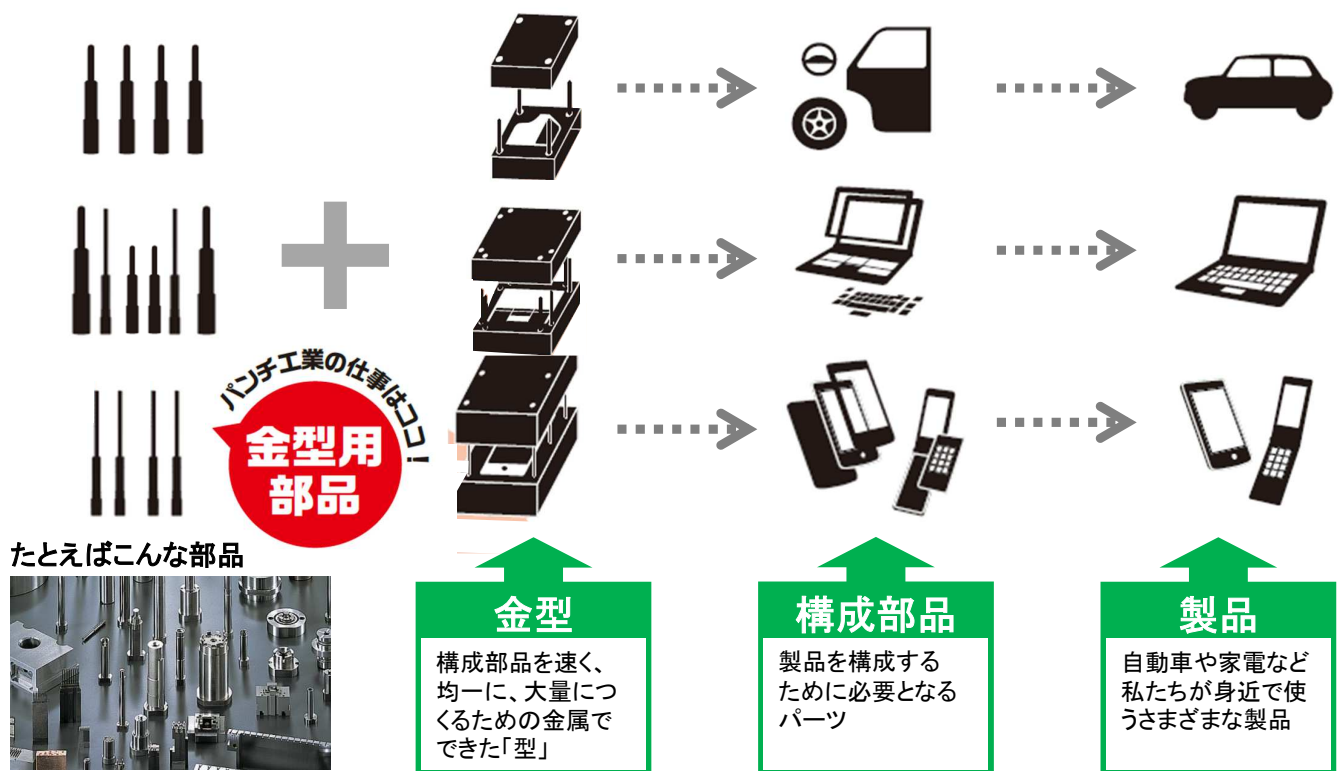 パンチ工業の仕事はココ!
金型用
部品
たとえばこんな部品
金型
構成部品を速く、
均一に、大量につ
くるための金属で
できた「型」
構成部品
製品を構成する
ために必要となる
パーツ
製品
自動車や家電など
私たちが身近で使
うさまざまな製品